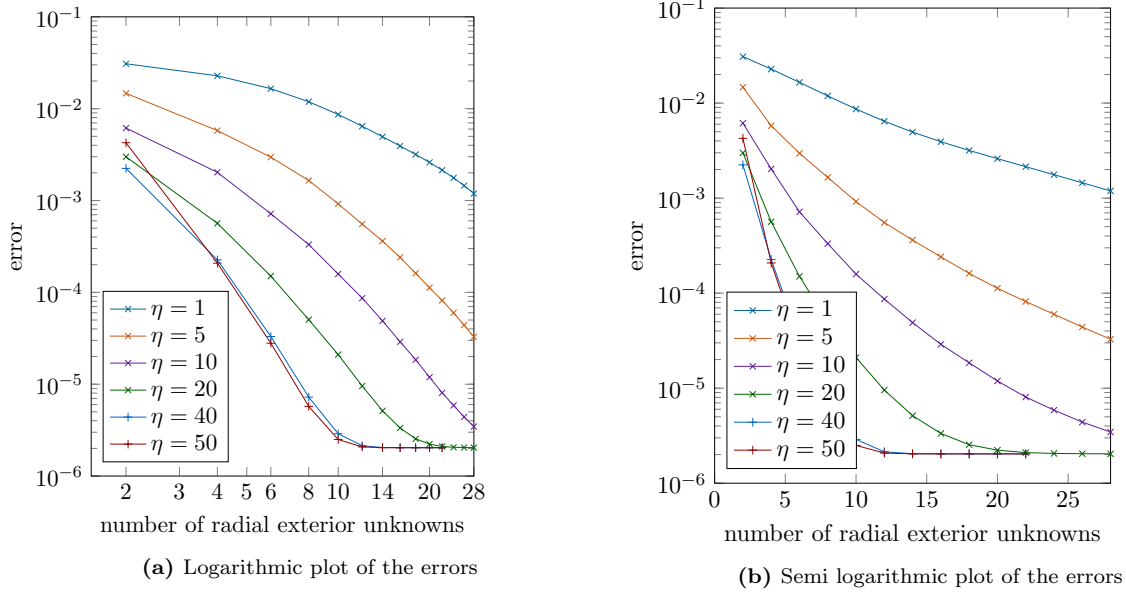 10^{-1}
10^{-2}
10^{-3}
10^{-4}
10^{-5}
10^{-6}
error
η = 1
η = 5
η = 10
η = 20
η = 40
η = 50
2 3 4 5 6 8 10 14 20 28
number of radial exterior unknowns
(a) Logarithmic plot of the errors
10^{-1}
10^{-2}
10^{-3}
10^{-4}
10^{-5}
10^{-6}
error
η = 1
η = 5
η = 10
η = 20
η = 40
η = 50
0 5 10 15 20 25
number of radial exterior unknowns
(b) Semi logarithmic plot of the errors